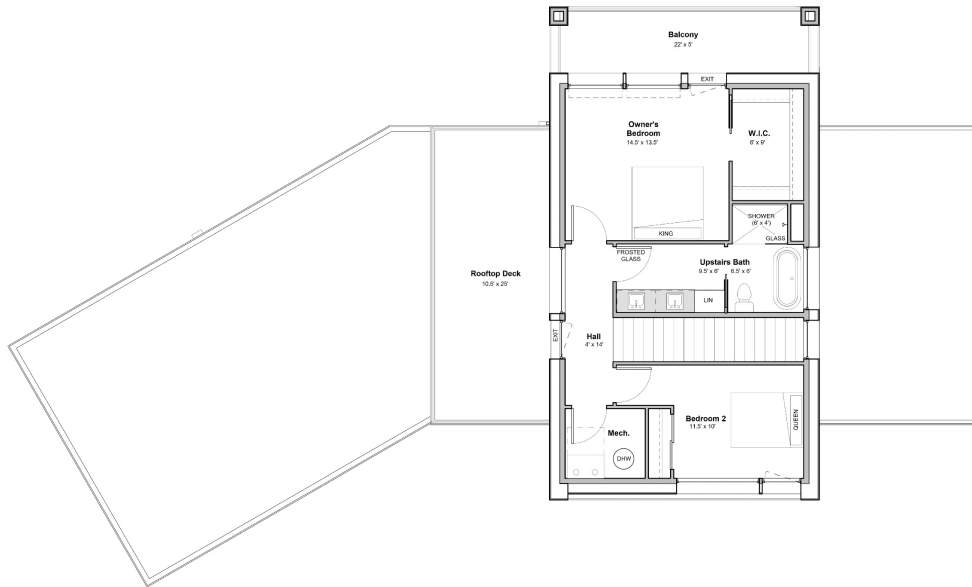 Balcony
22' x 5'
EXIT
Owner's
Bedroom
14.5' x 13.5'
W.I.C.
6' x 9'
KING
SHOWER
(6' x 4')
GLASS
FROSTED
GLASS
Upstairs Bath
9.5' x 6' 6.5' x 6'
LIN
Rooftop Deck
10.5' x 25'
EXIT
Hall
4' x 14'
Bedroom 2
11.5' x 10'
QUEEN
Mech.
DHW